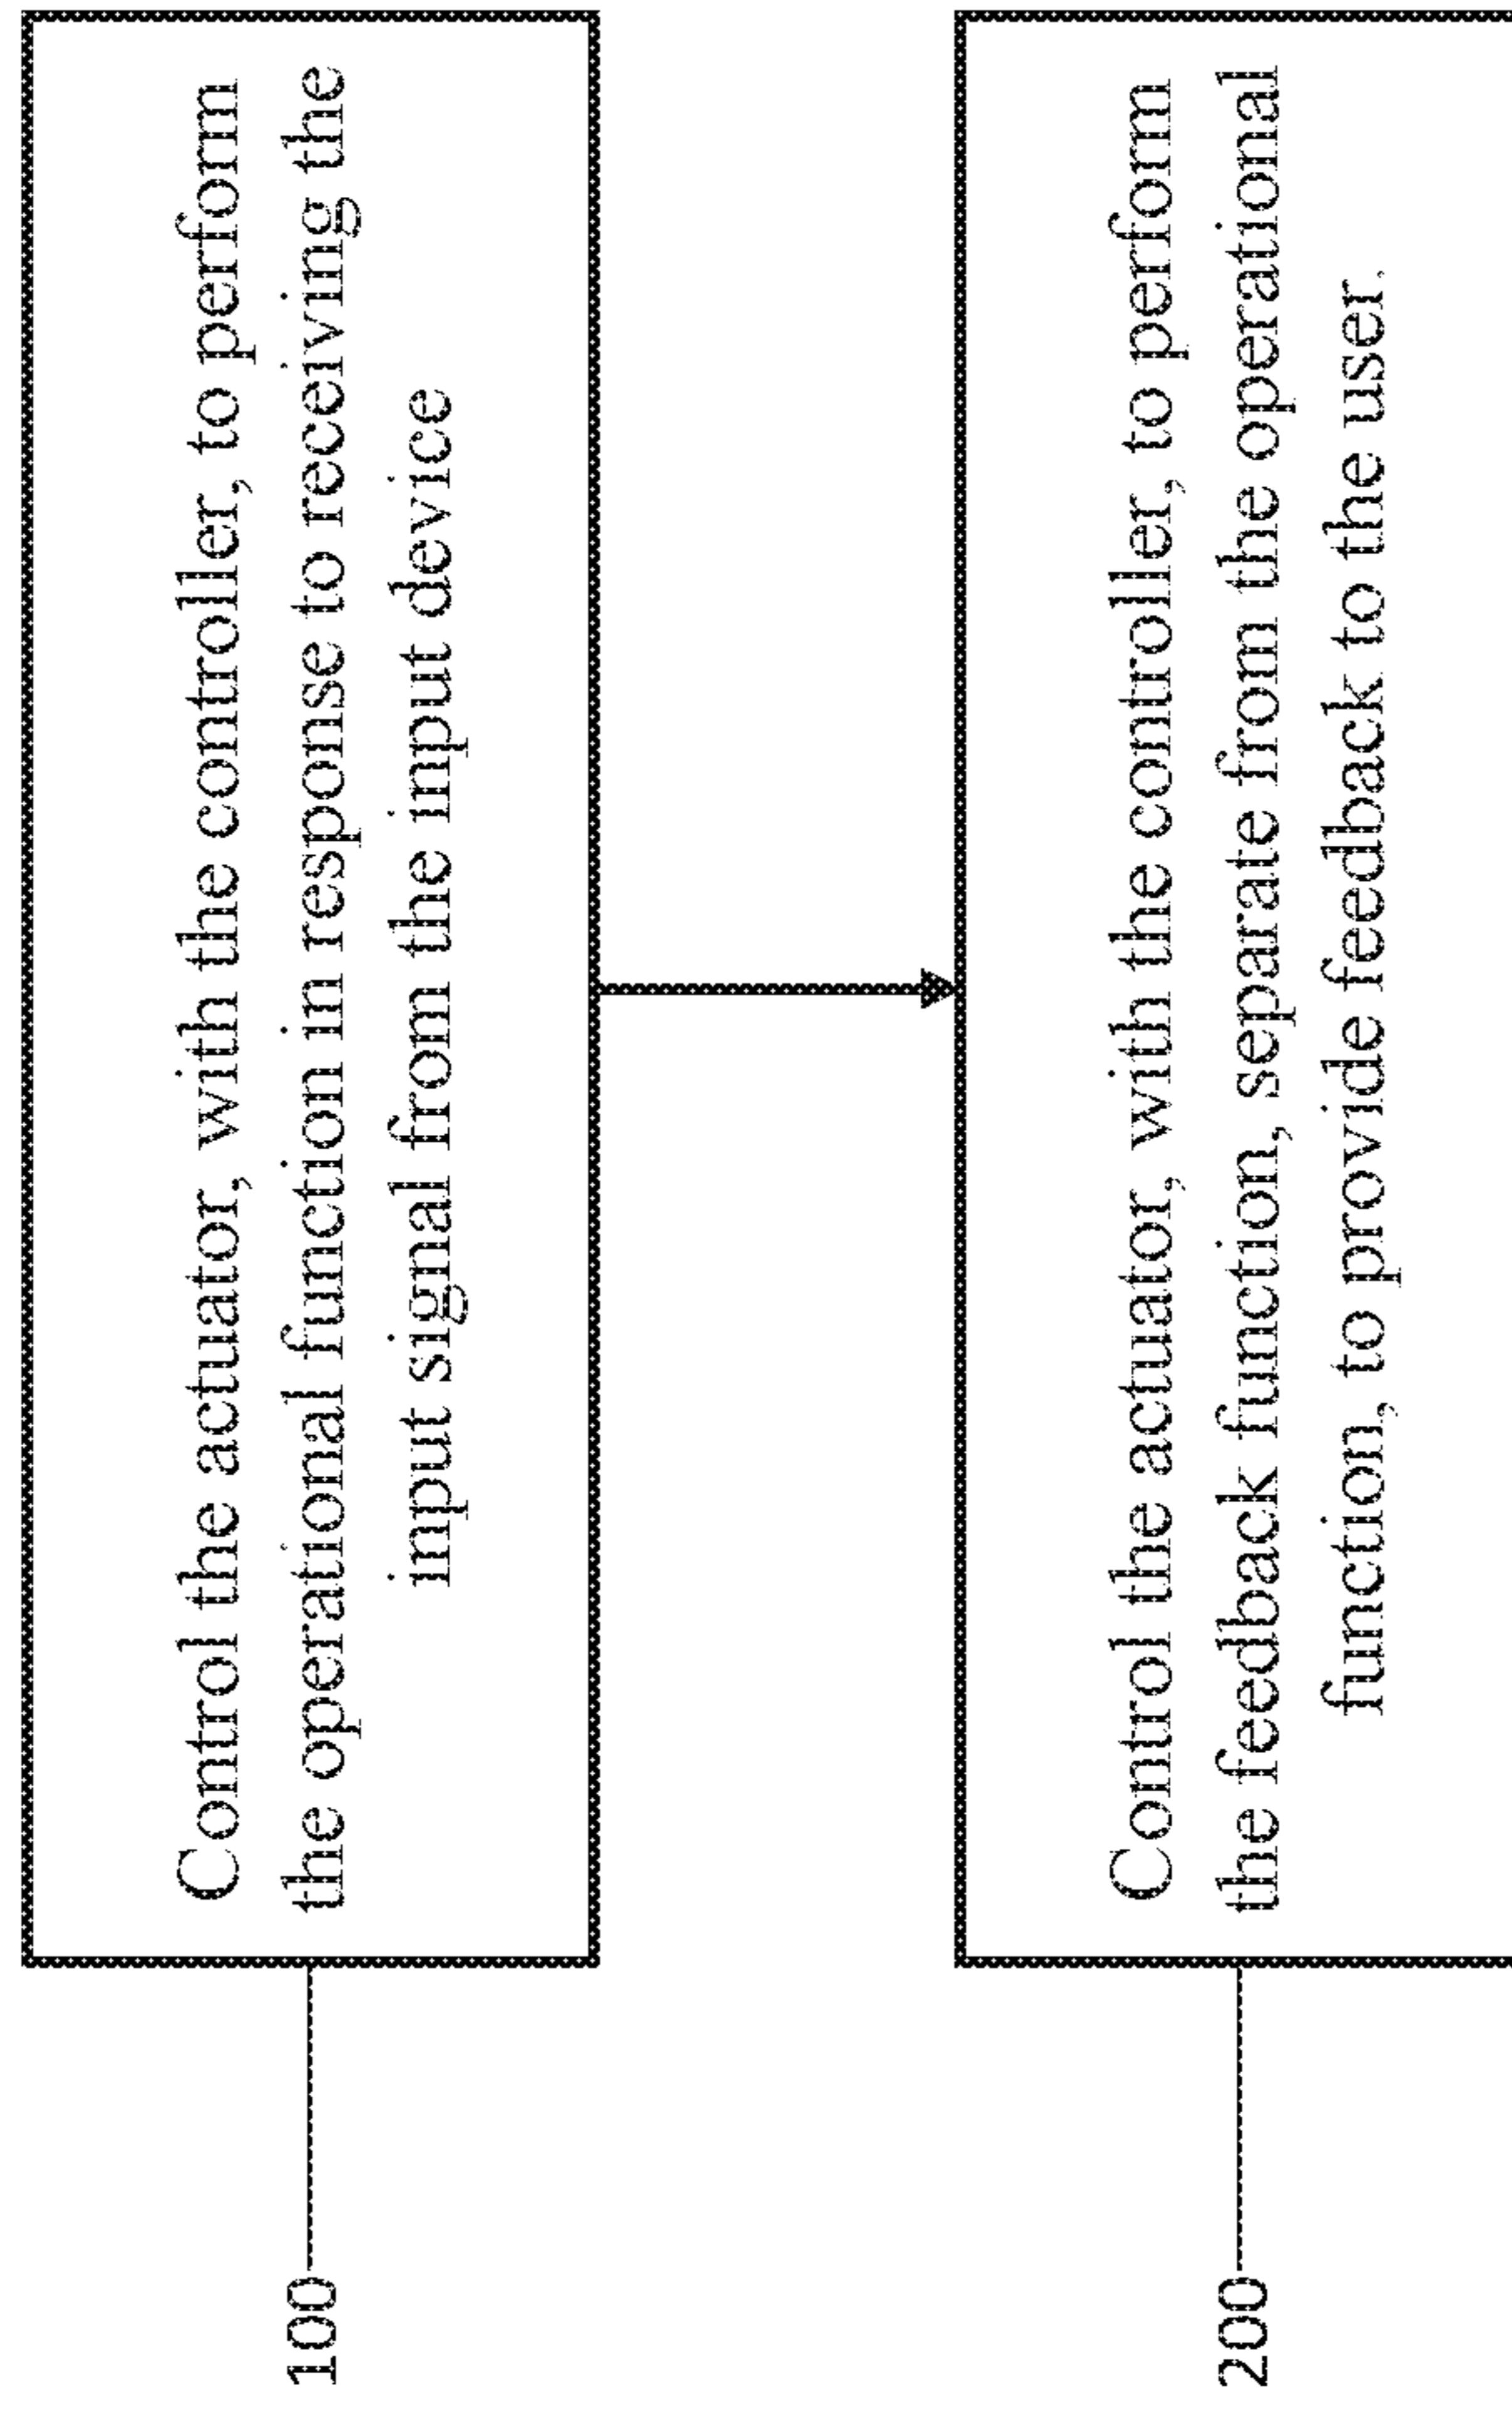 100
Control the actuator, with the controller, to perform
the operational function in response to receiving the
input signal from the input device
200
Control the actuator, with the controller, to perform
the feedback function, separate from the operational
function, to provide feedback to the user.